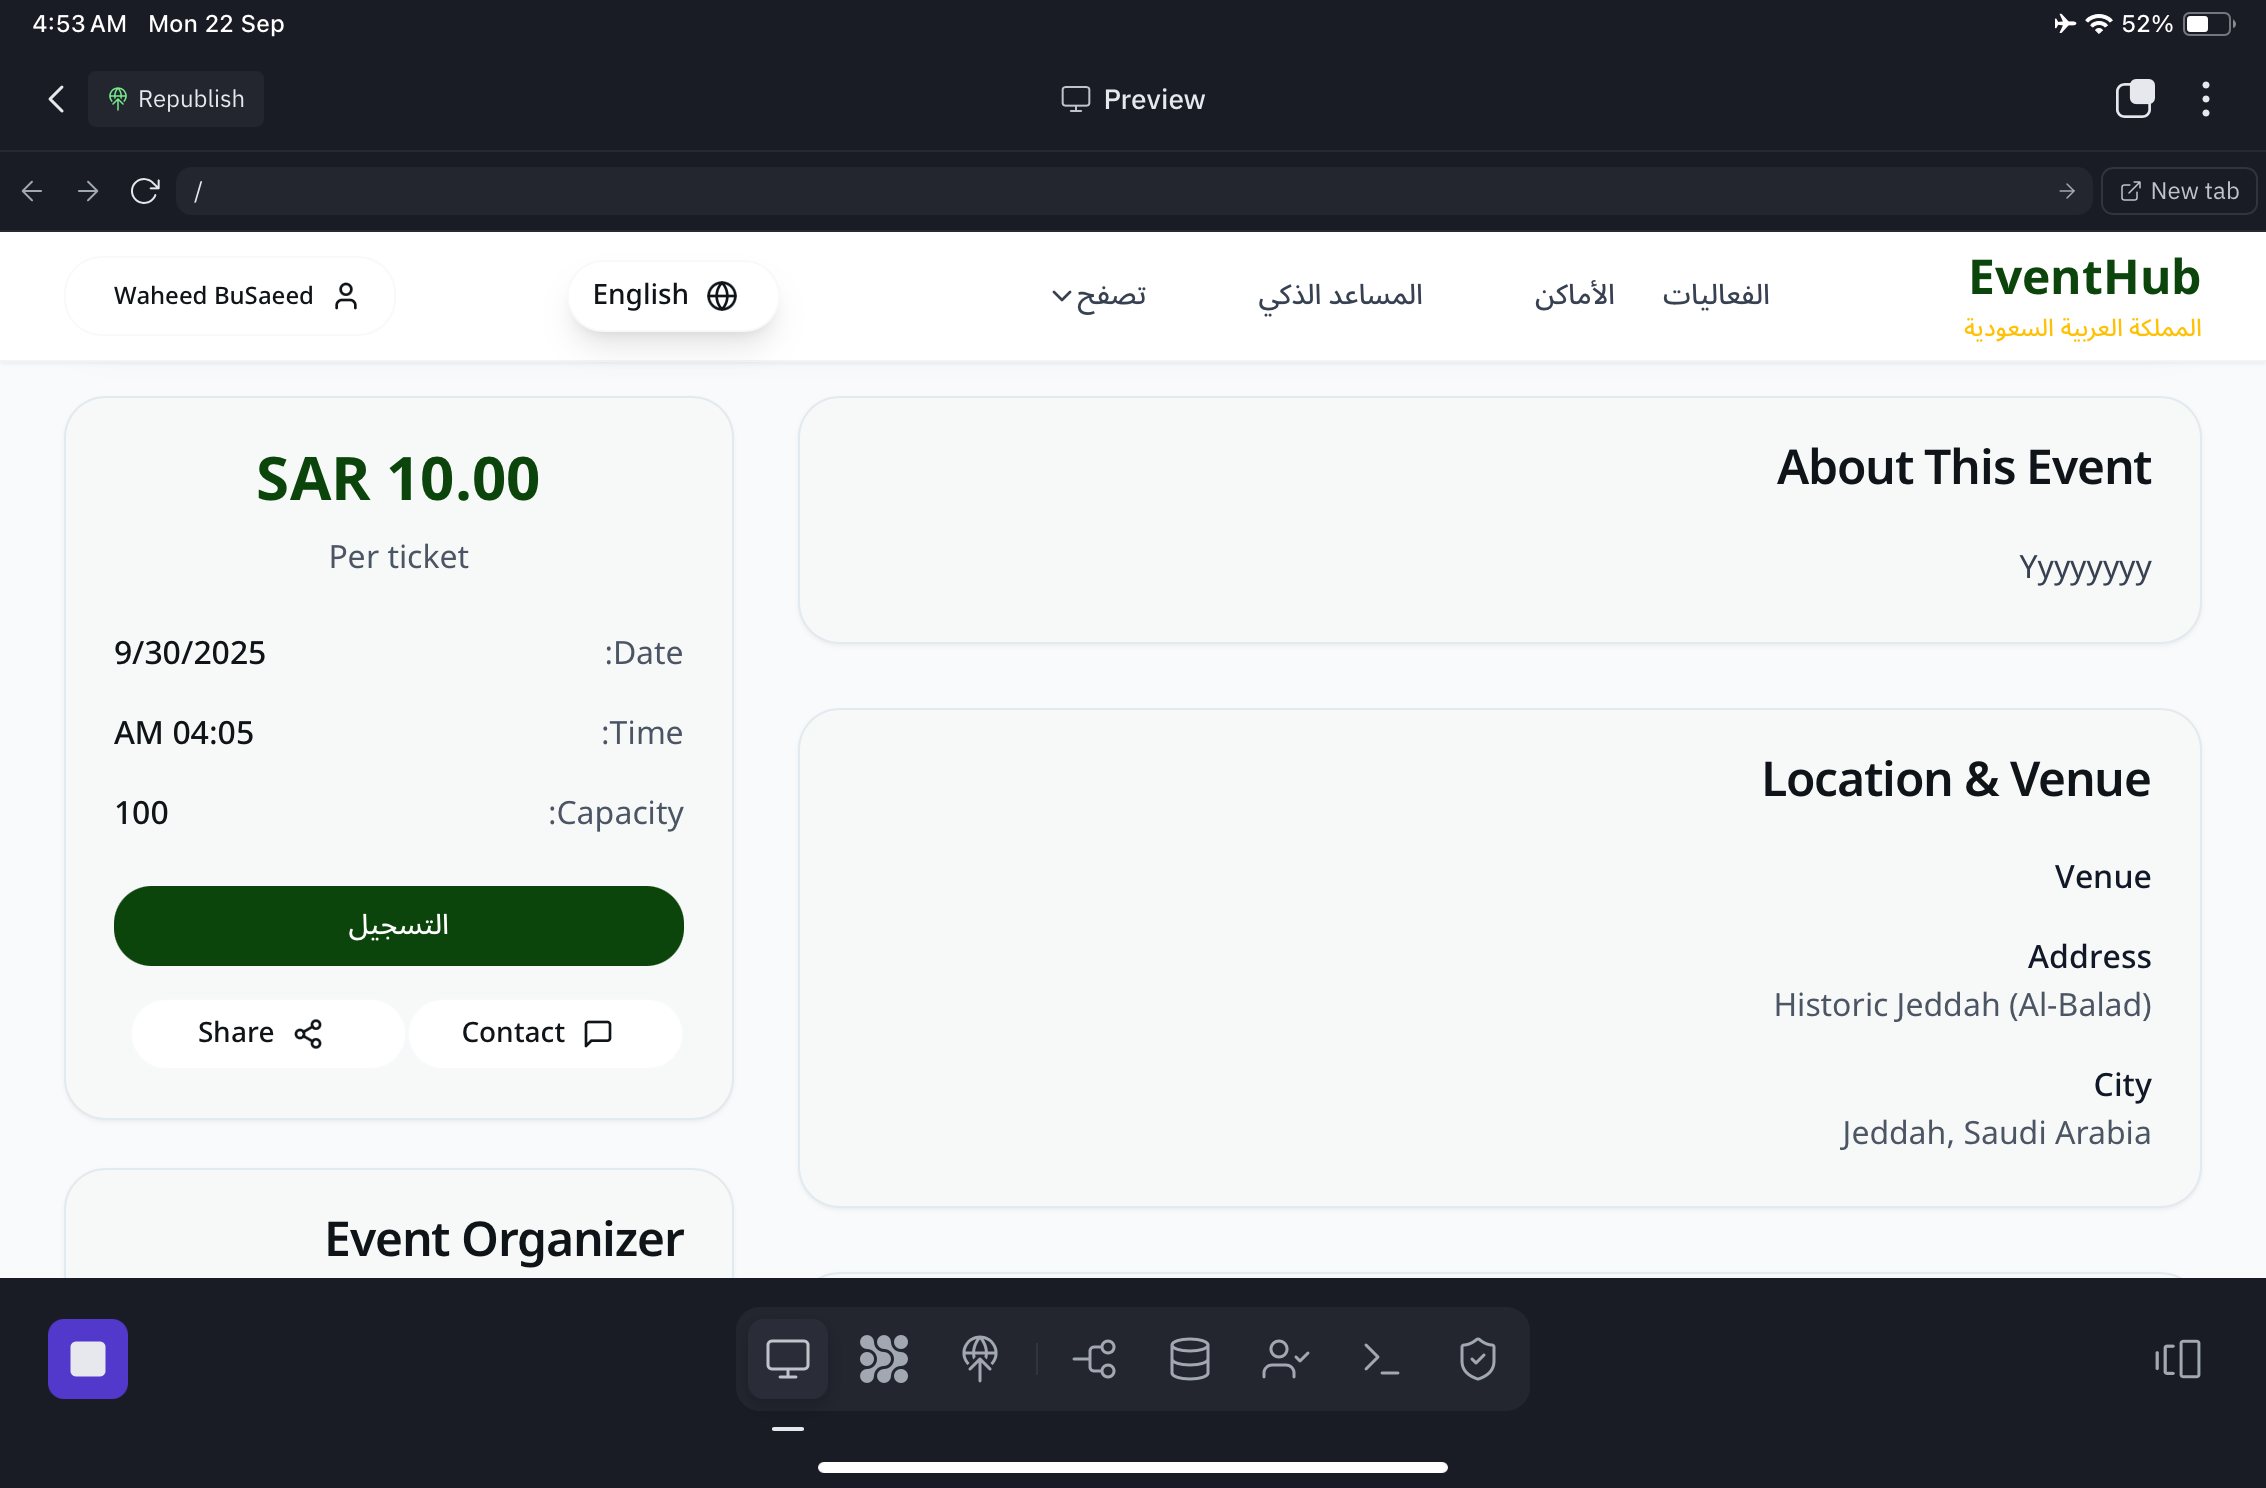 4:53 AM Mon 22 Sep
52%
Republish
Preview
/
New tab
EventHub
المملكة العربية السعودية
الفعاليات
الأماكن
المساعد الذكي
تصفح
English
Waheed BuSaeed
About This Event
Yyyyyyyy
Location & Venue
Venue
Address
Historic Jeddah (Al-Balad)
City
Jeddah, Saudi Arabia
SAR 10.00
Per ticket
:Date 9/30/2025
:Time AM 04:05
:Capacity 100
التسجيل
Contact
Share
Event Organizer